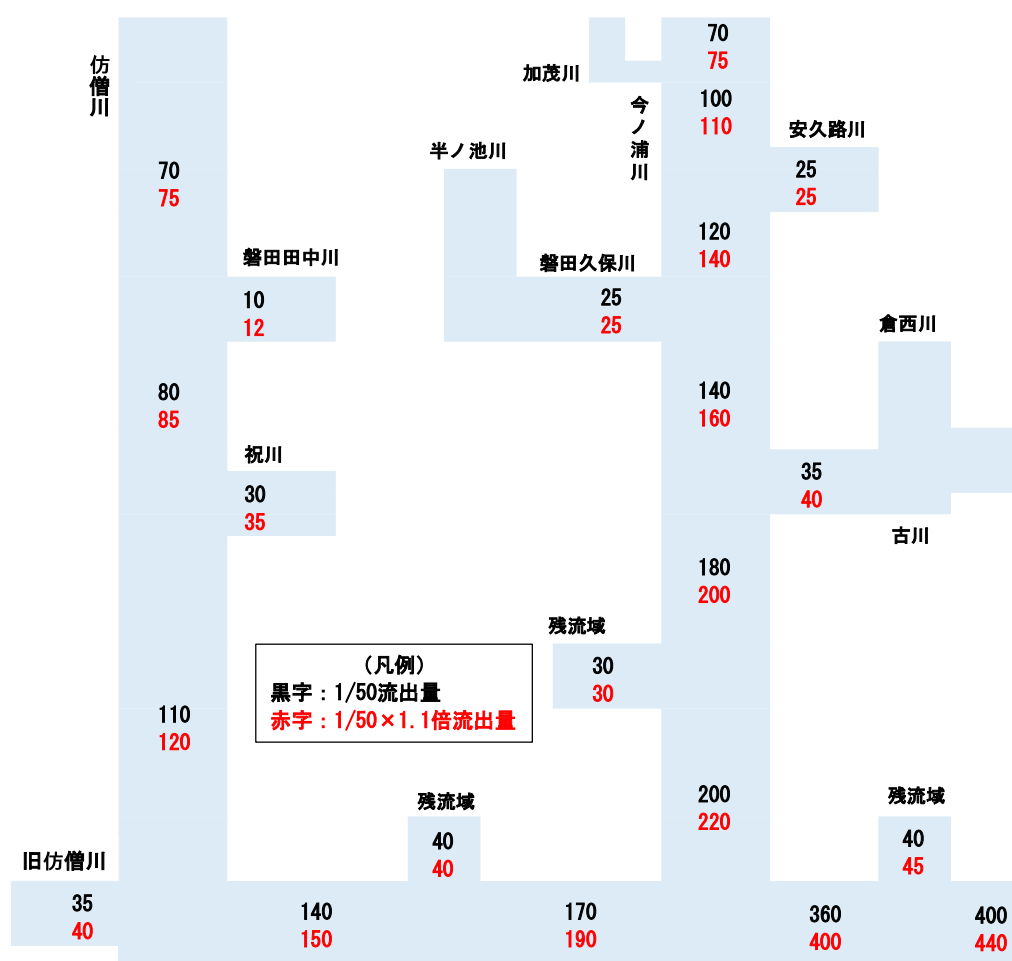 仿僧川
70
75
加茂川
100
110
今ノ浦川
安久路川
半ノ池川
25
25
70
75
120
140
磐田田中川
磐田久保川
10
12
25
25
倉西川
80
85
140
160
祝川
30
35
35
40
古川
180
200
残流域
30
30
（凡例）
黒字：1/50流出量
赤字：1/50×1.1倍流出量
110
120
残流域
40
40
200
220
残流域
40
45
旧仿僧川
35
40
140
150
170
190
360
400
400
440